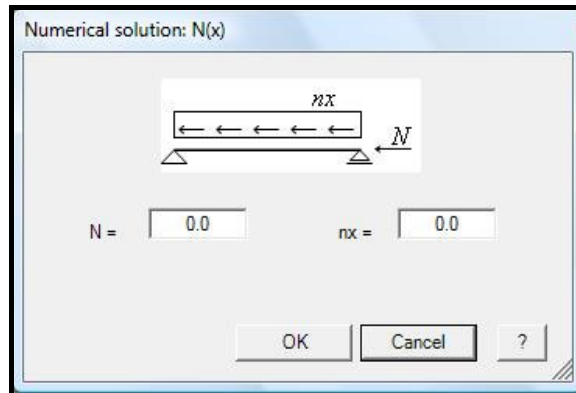 Numerical solution: N(x)
nx
N
N = 0.0 nx = 0.0
OK Cancel ?